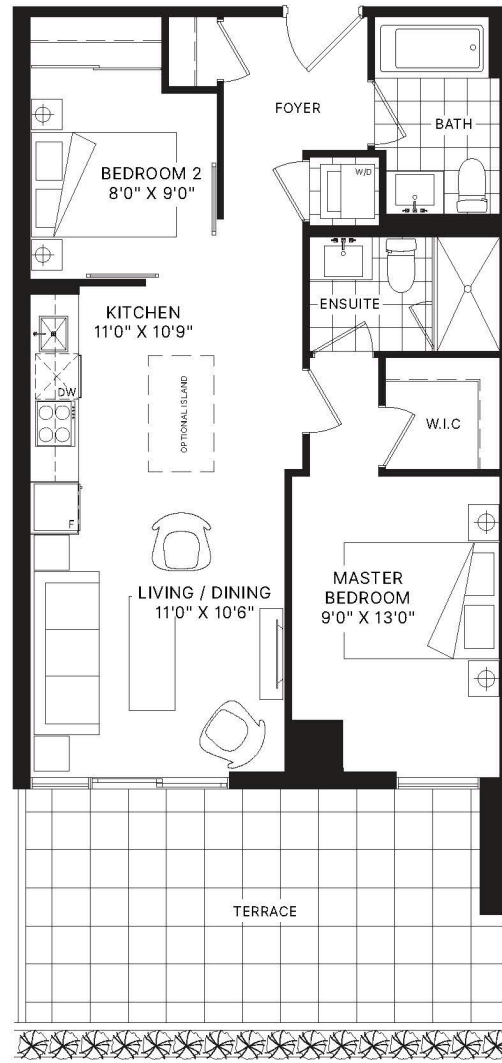 FOYER
BATH
W/D
BEDROOM 2
8'0" X 9'0"
ENSUITE
KITCHEN
11'0" X 10'9"
DW
OPTIONAL ISLAND
W.I.C
F
LIVING / DINING
11'0" X 10'6"
MASTER
BEDROOM
9'0" X 13'0"
TERRACE